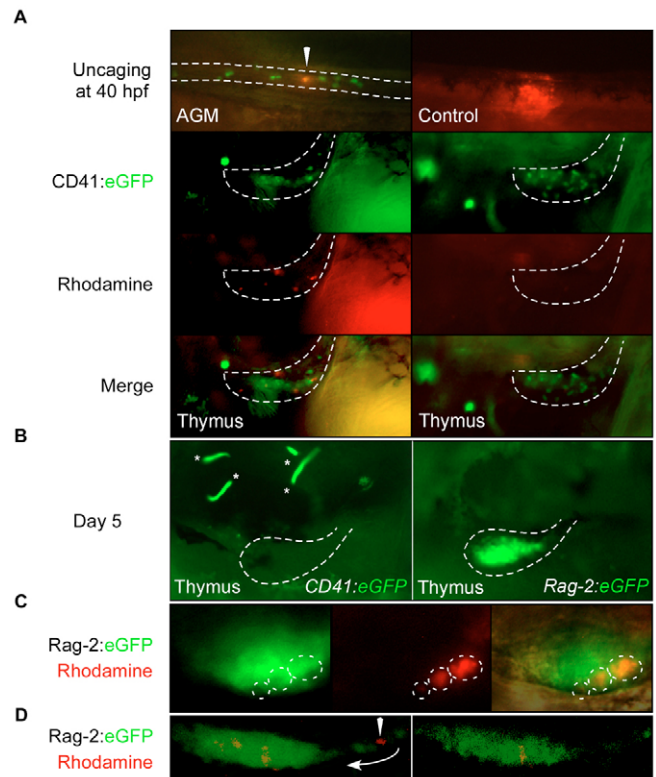 A
Uncaging
at 40 hpf
AGM
Control
CD41:eGFP
Rhodamine
Merge
Thymus
Thymus
B
Day 5
*
*
*
*
Thymus
CD41:eGFP
Thymus
Rag-2:eGFP
C
Rag-2:eGFP
Rhodamine
D
Rag-2:eGFP
Rhodamine